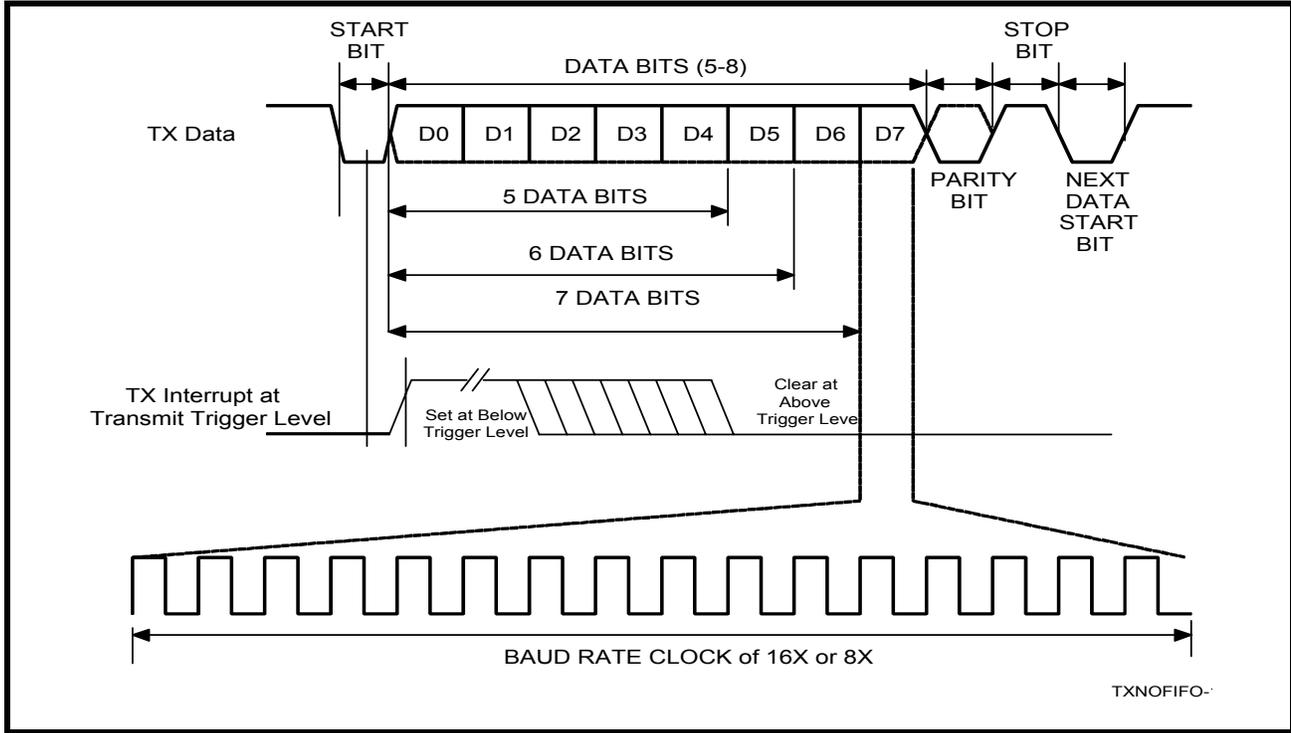 START
BIT
DATA BITS (5-8)
STOP
BIT
TX Data
D0 D1 D2 D3 D4 D5 D6 D7
PARITY
BIT
NEXT
DATA
START
BIT
5 DATA BITS
6 DATA BITS
7 DATA BITS
TX Interrupt at
Transmit Trigger Level
Set at Below
Trigger Level
Clear at
Above
Trigger Level
BAUD RATE CLOCK of 16X or 8X
TXNOFIFO-